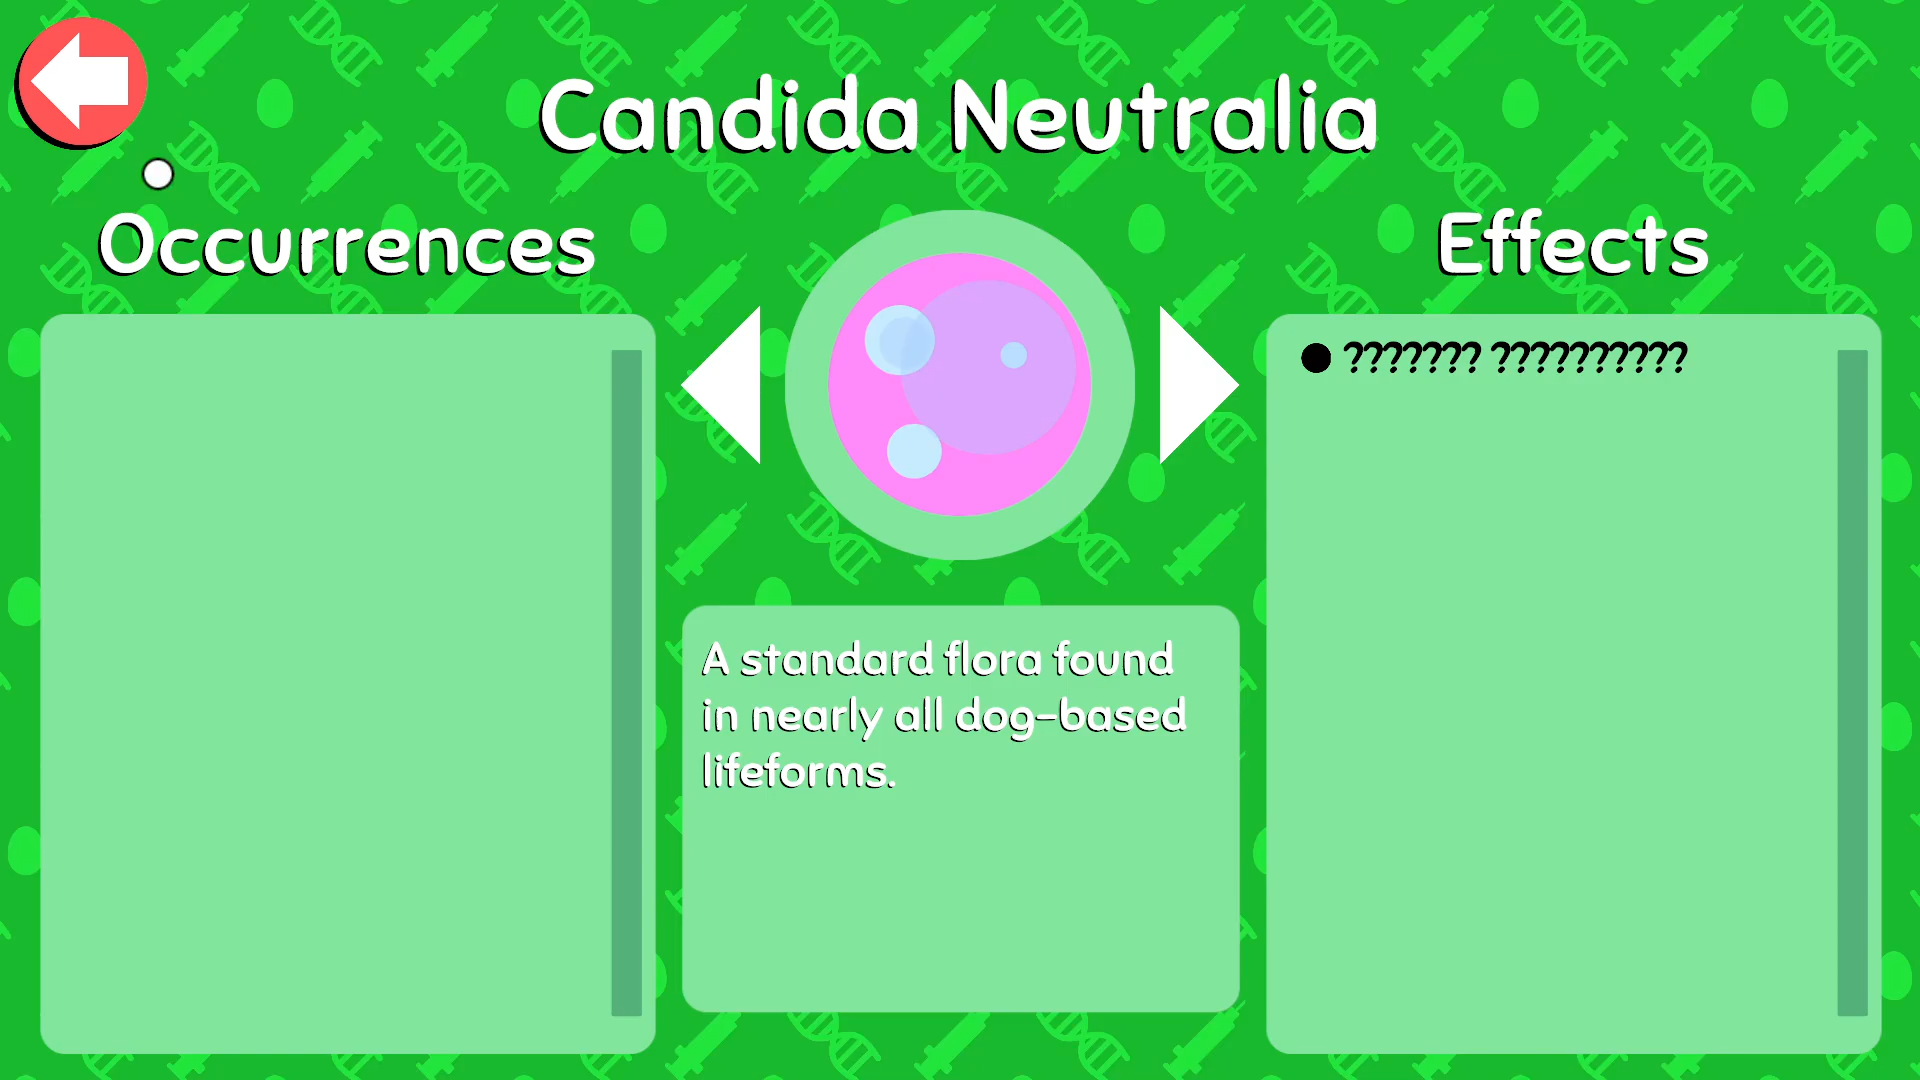 Candida Neutralia
Occurrences
Effects
??????? ??????????
A standard flora found
in nearly all dog-based
lifeforms.